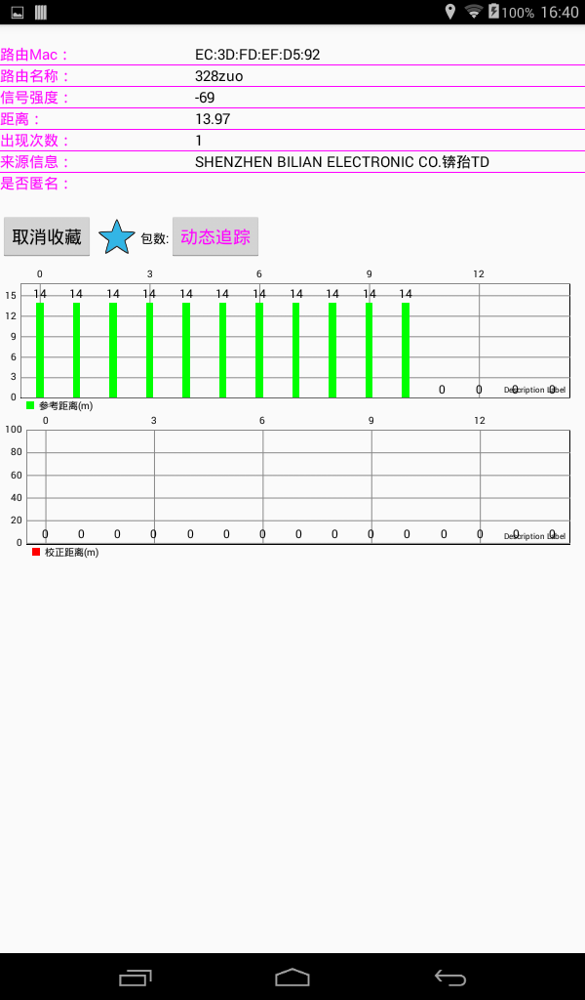 100% 16:40
路由Mac： EC:3D:FD:EF:D5:92
路由名称： 328zuo
信号强度： -69
距离： 13.97
出现次数： 1
来源信息： SHENZHEN BILIAN ELECTRONIC CO.锛孡TD
是否匿名：
取消收藏 包数: 动态追踪
0 3 6 9 12
15 14 14 14 14 14 14 14 14 14 14 14
12
9
6
3
0 0 0 0 0 Description Label
参考距离(m)
0 3 6 9 12
100
80
60
40
20
0 0 0 0 0 0 0 0 0 0 0 0 0 0 0 Description Label
0
校正距离(m)